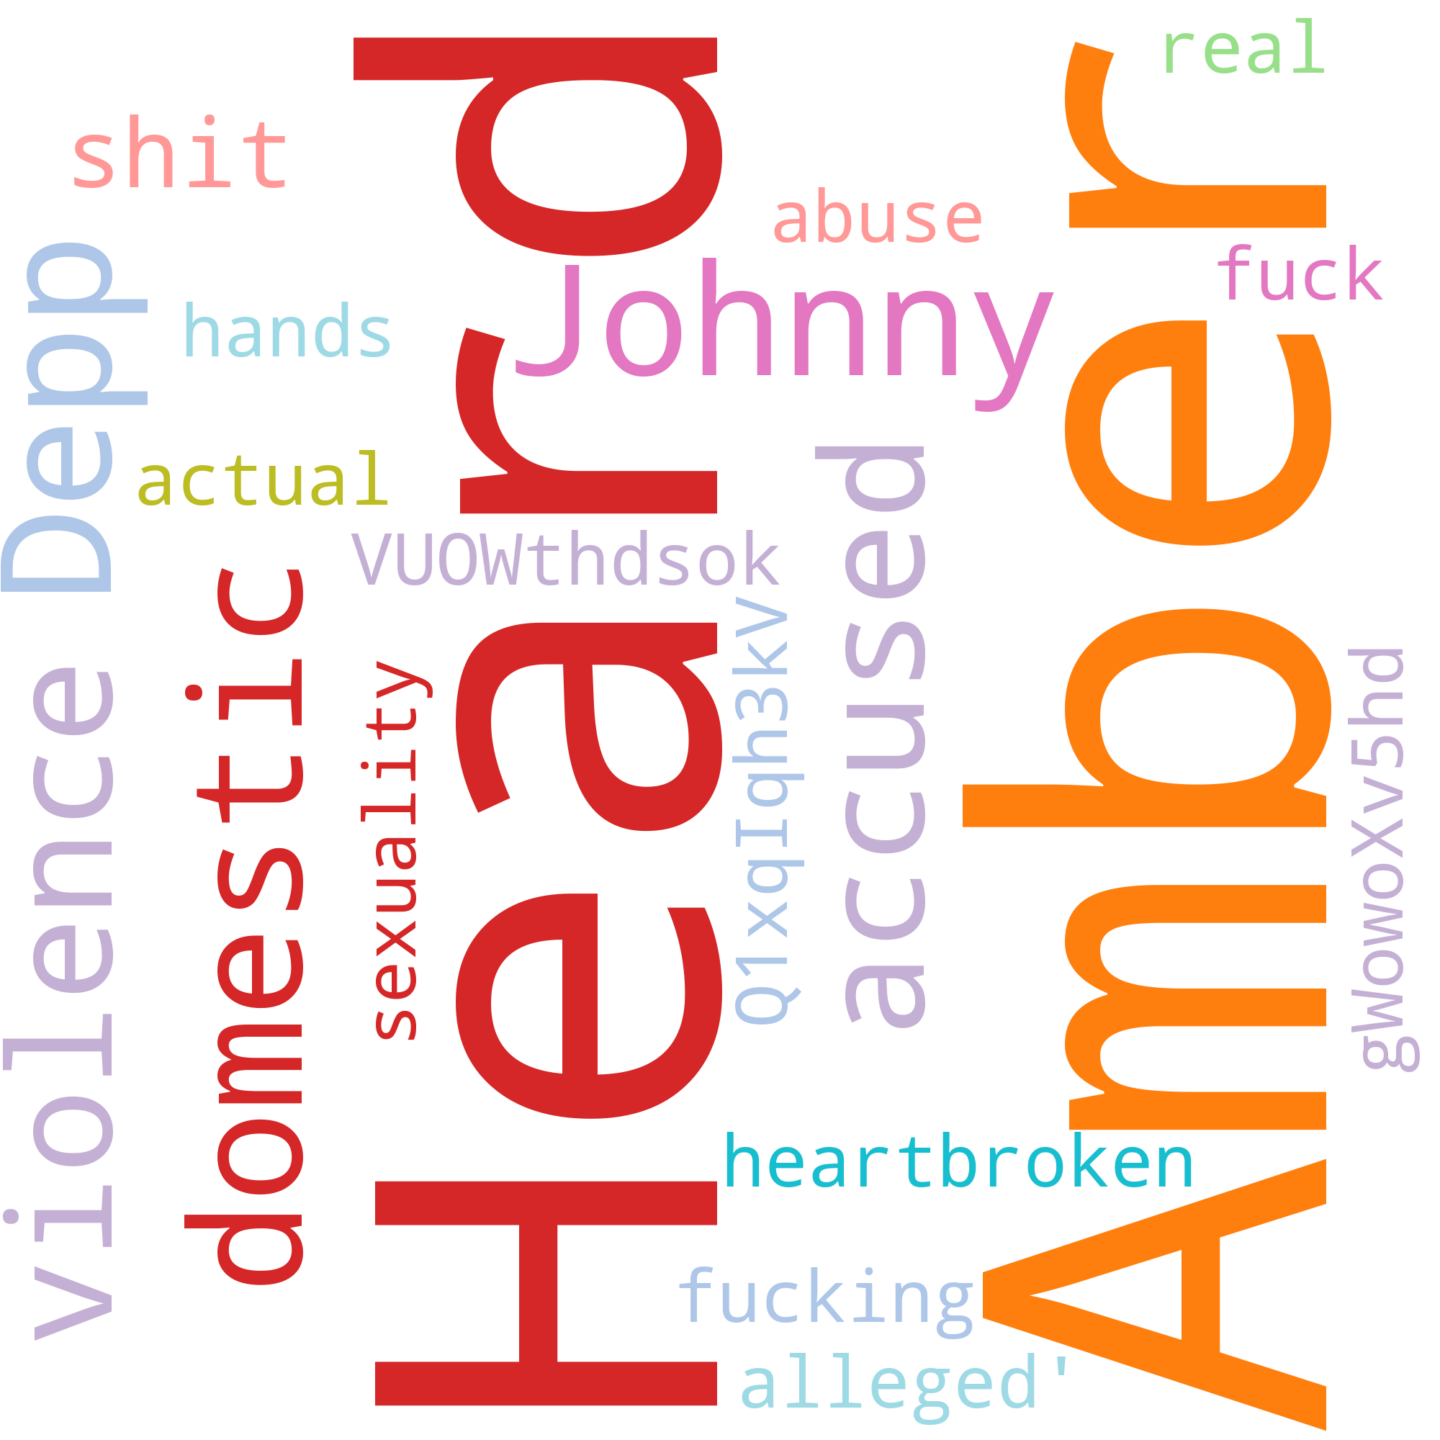 real
shit
abuse
Johnny
fuck
hands
Depp
actual
VUOWthdsok
accused
domestic
violence
sexuality
Heard
Q1xqIqh3kV
Amber
gWowoXv5hd
heartbroken
fucking
alleged'